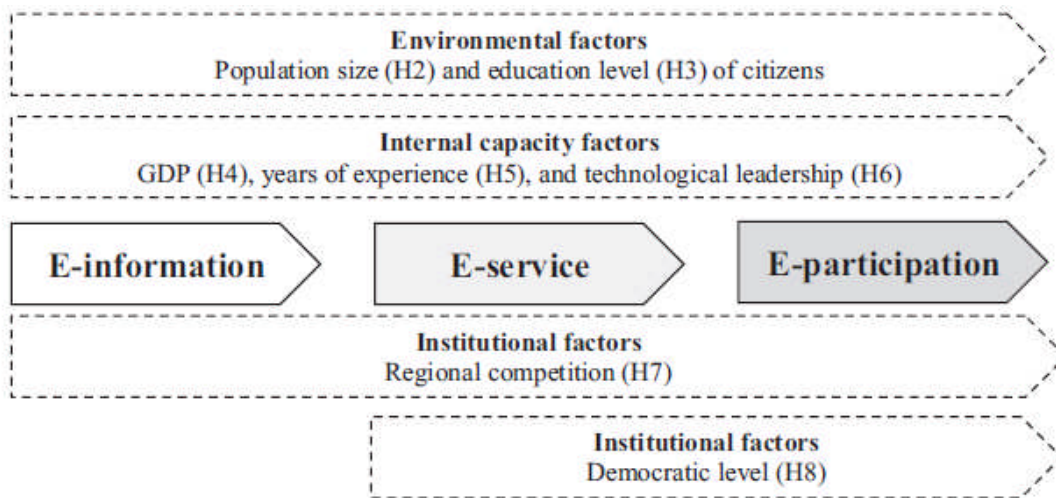 Environmental factors
Population size (H2) and education level (H3) of citizens
Internal capacity factors
GDP (H4), years of experience (H5), and technological leadership (H6)
E-information
E-service
E-participation
Institutional factors
Regional competition (H7)
Institutional factors
Democratic level (H8)